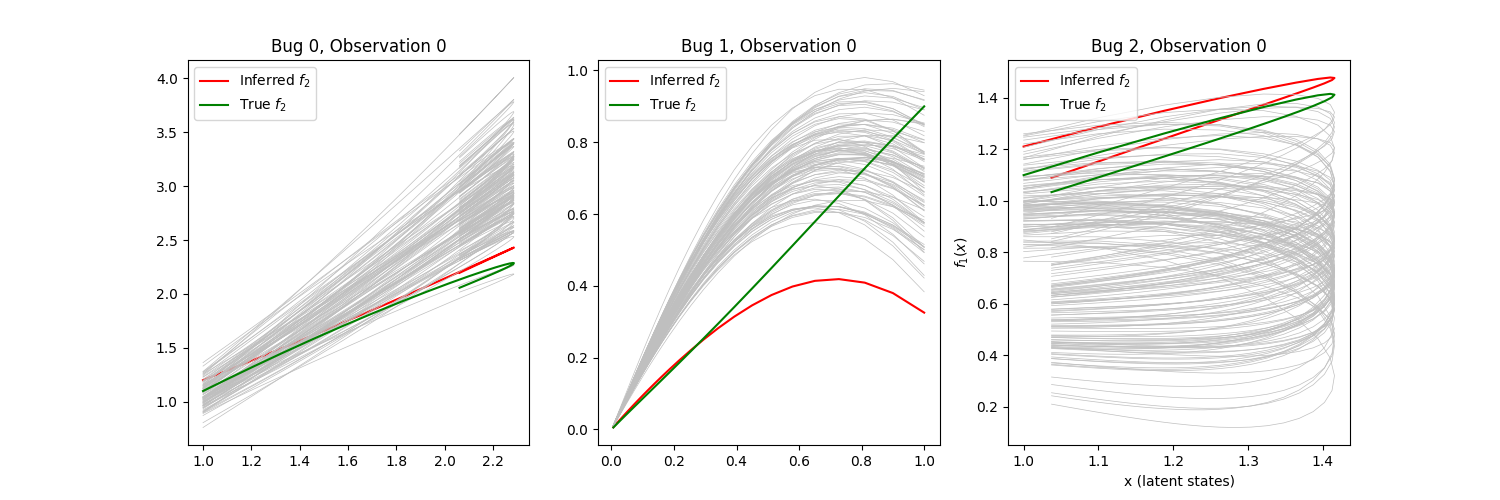 Bug 0, Observation 0
Inferred f₂
True f₂
4.0
3.5
3.0
2.5
2.0
1.5
1.0
1.0 1.2 1.4 1.6 1.8 2.0 2.2
Bug 1, Observation 0
Inferred f₂
True f₂
1.0
0.8
0.6
0.4
0.2
0.0
0.0 0.2 0.4 0.6 0.8 1.0
Bug 2, Observation 0
Inferred f₂
True f₂
f₁(x)
1.4
1.2
1.0
0.8
0.6
0.4
0.2
1.0 1.1 1.2 1.3 1.4
x (latent states)